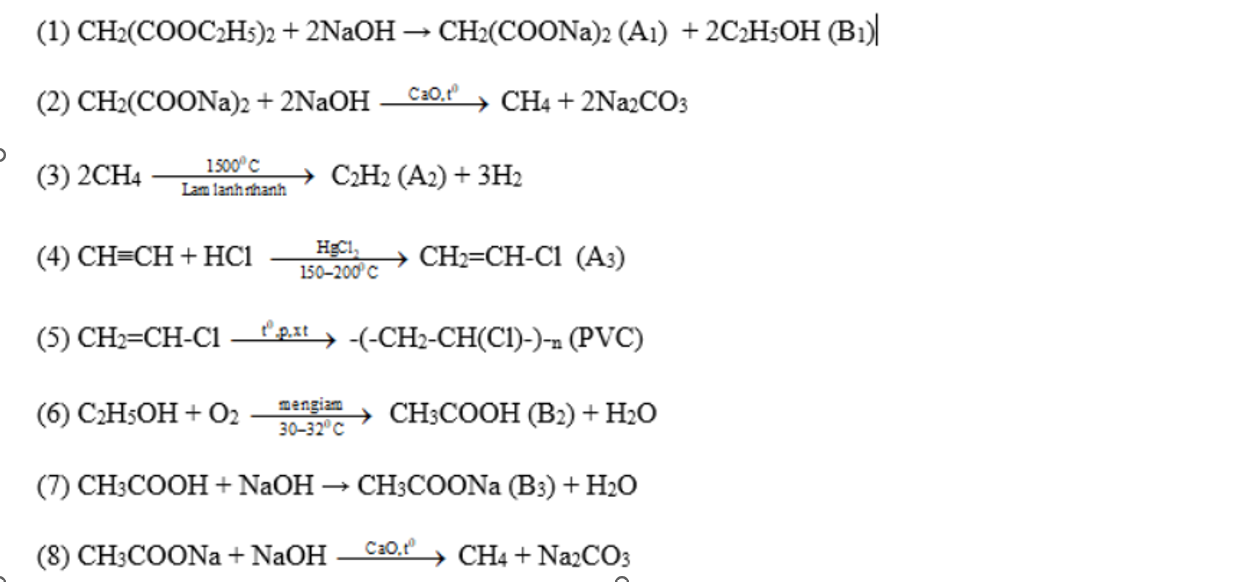 (1) CH₂(COOC₂H₅)₂ + 2NaOH → CH₂(COONa)₂ (A₁) + 2C₂H₅OH (B₁)
(2) CH₂(COONa)₂ + 2NaOH CaO,t⁰ → CH₄ + 2Na₂CO₃
(3) 2CH₄ 1500⁰C Lam lanh nhanh → C₂H₂ (A₂) + 3H₂
(4) CH≡CH + HCl HgCl₂ 150–200⁰C → CH₂=CH-Cl (A₃)
(5) CH₂=CH-Cl t⁰,p,xt → -(-CH₂-CH(Cl)-)-ₙ (PVC)
(6) C₂H₅OH + O₂ mengiam 30–32⁰C → CH₃COOH (B₂) + H₂O
(7) CH₃COOH + NaOH → CH₃COONa (B₃) + H₂O
(8) CH₃COONa + NaOH CaO,t⁰ → CH₄ + Na₂CO₃